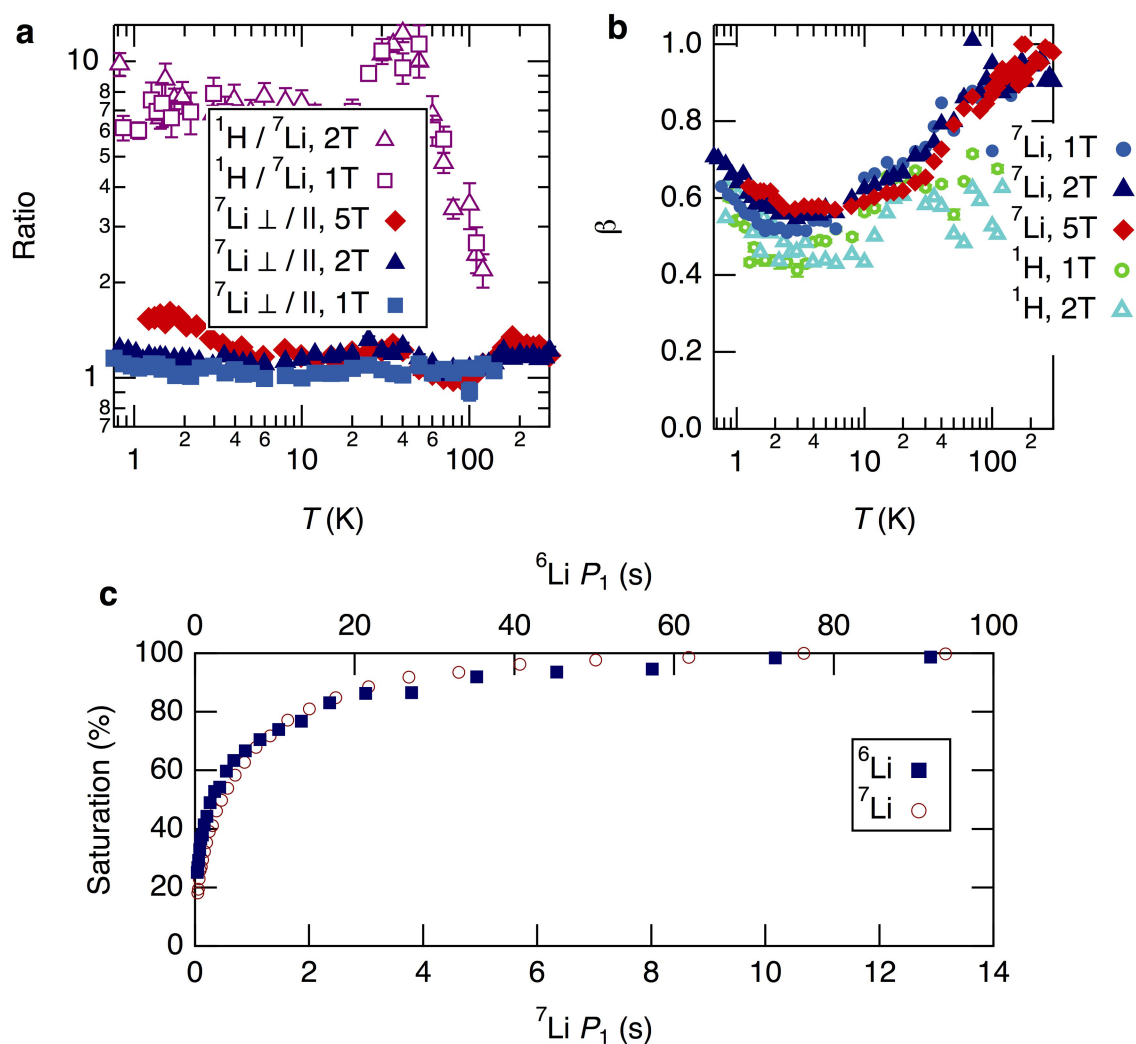 a
Ratio
10
8
7
6
5
4
3
2
1
8
7
¹H / ⁷Li, 2T
¹H / ⁷Li, 1T
⁷Li ⊥ / ||, 5T
⁷Li ⊥ / ||, 2T
⁷Li ⊥ / ||, 1T
1 2 4 6 10 2 4 6 100 2
T (K)
b
β
1.0
0.8
0.6
0.4
0.2
0.0
⁷Li, 1T
⁷Li, 2T
⁷Li, 5T
¹H, 1T
¹H, 2T
1 2 4 10 2 4 100 2
T (K)
c
⁶Li P₁ (s)
0 20 40 60 80 100
Saturation (%)
100
80
60
40
20
0
⁶Li
⁷Li
0 2 4 6 8 10 12 14
⁷Li P₁ (s)